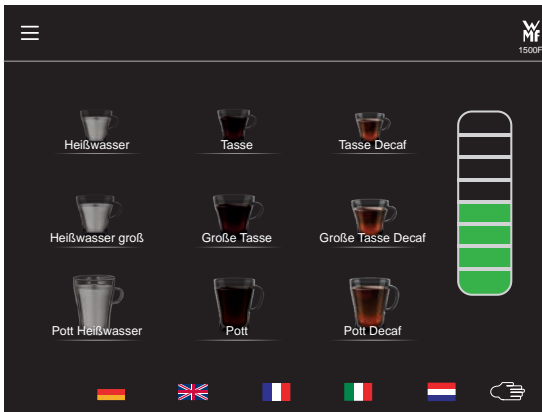 WMF
1500F
Heißwasser
Tasse
Tasse Decaf
Heißwasser groß
Große Tasse
Große Tasse Decaf
Pott Heißwasser
Pott
Pott Decaf